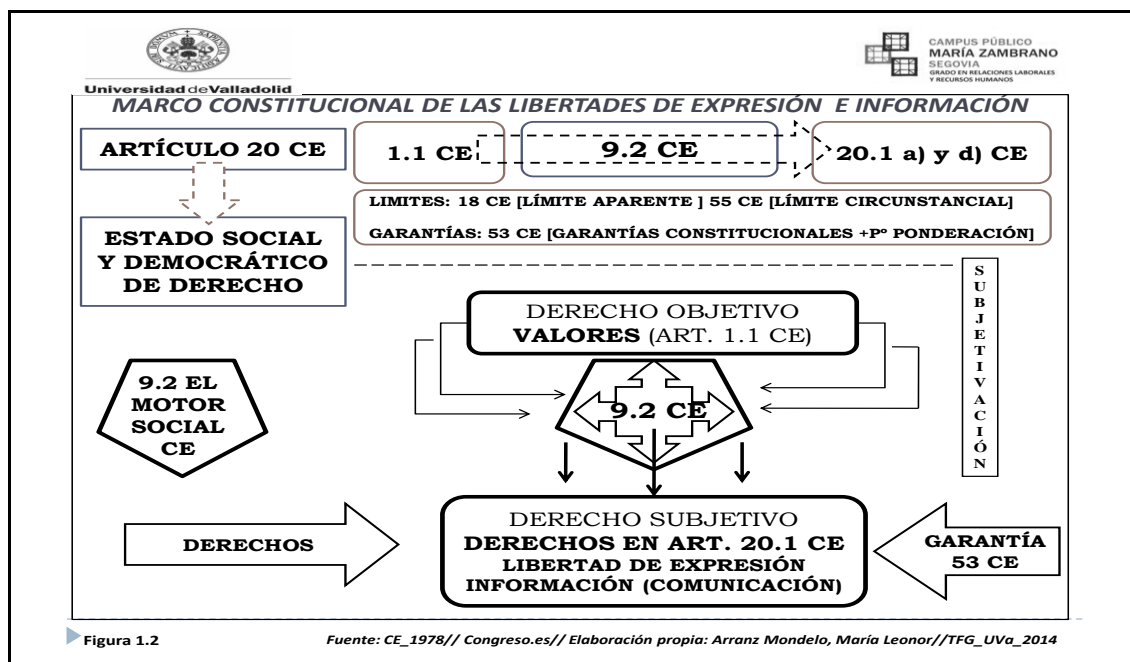 Universidad deValladolid
CAMPUS PÚBLICO
MARÍA ZAMBRANO
SEGOVIA
GRADO EN RELACIONES LABORALES
Y RECURSOS HUMANOS
MARCO CONSTITUCIONAL DE LAS LIBERTADES DE EXPRESIÓN E INFORMACIÓN
ARTÍCULO 20 CE
1.1 CE
9.2 CE
20.1 a) y d) CE
LIMITES: 18 CE [LÍMITE APARENTE ] 55 CE [LÍMITE CIRCUNSTANCIAL]
GARANTÍAS: 53 CE [GARANTÍAS CONSTITUCIONALES +Pº PONDERACIÓN]
ESTADO SOCIAL
Y DEMOCRÁTICO
DE DERECHO
SUBJETIVACIÓN
DERECHO OBJETIVO
VALORES (ART. 1.1 CE)
9.2 EL
MOTOR
SOCIAL
CE
9.2 CE
DERECHOS
DERECHO SUBJETIVO
DERECHOS EN ART. 20.1 CE
LIBERTAD DE EXPRESIÓN
INFORMACIÓN (COMUNICACIÓN)
GARANTÍA
53 CE
Figura 1.2
Fuente: CE_1978// Congreso.es// Elaboración propia: Arranz Mondelo, María Leonor//TFG_UVa_2014